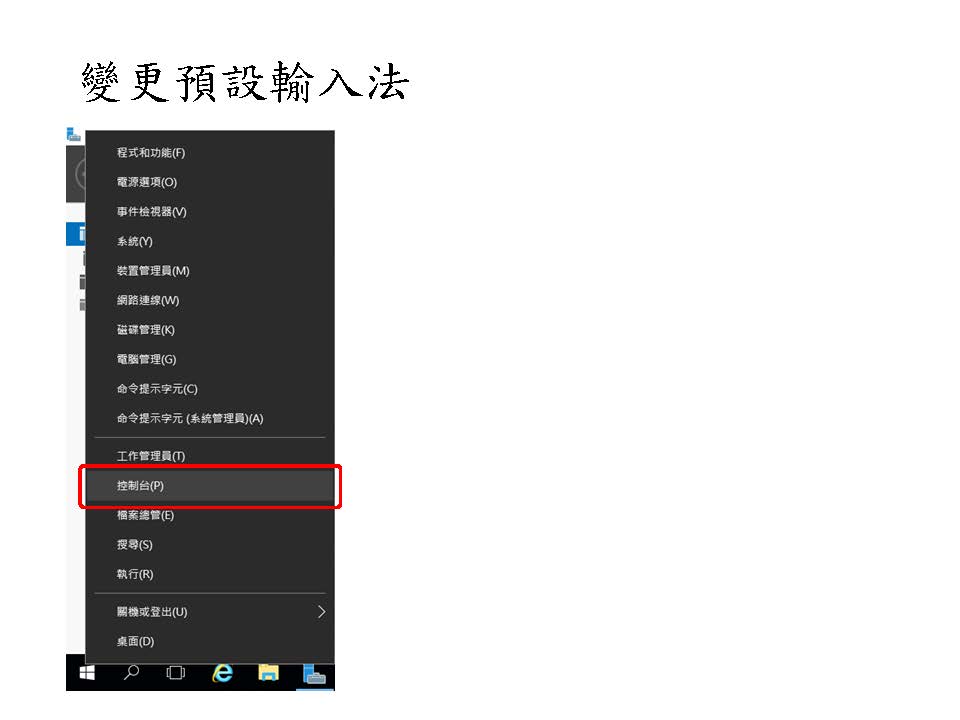 變更預設輸入法
程式和功能(F)
電源選項(O)
事件檢視器(V)
系統(Y)
裝置管理員(M)
網路連線(W)
磁碟管理(K)
電腦管理(G)
命令提示字元(C)
命令提示字元 (系統管理員)(A)
工作管理員(T)
控制台(P)
檔案總管(E)
搜尋(S)
執行(R)
關機或登出(U)
桌面(D)